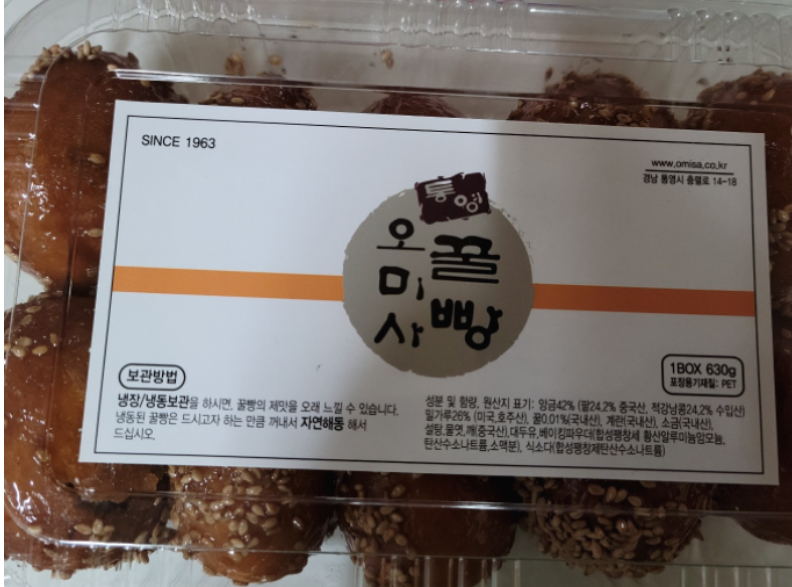 SINCE 1963
www.omisa.co.kr
경남 통영시 충렬로 14-18
통영
오미사
꿀빵
보관방법
냉장/냉동보관을 하시면, 꿀빵의 제맛을 오래 느낄 수 있습니다.
냉동된 꿀빵은 드시고자 하는 만큼 꺼내서 자연해동 해서
드십시오.
1BOX 630g
포장용기재질: PET
성분 및 함량, 원산지 표기: 앙금42% (팥24.2% 중국산, 적강낭콩24.2% 수입산)
밀가루26% (미국,호주산), 꿀0.01%(국내산), 계란(국내산), 소금(국내산),
설탕,물엿,깨(중국산),대두유,베이킹파우더(합성팽창제 황산알루미늄암모늄,
탄산수소나트륨,소맥분), 식소다(합성팽창제탄산수소나트륨)